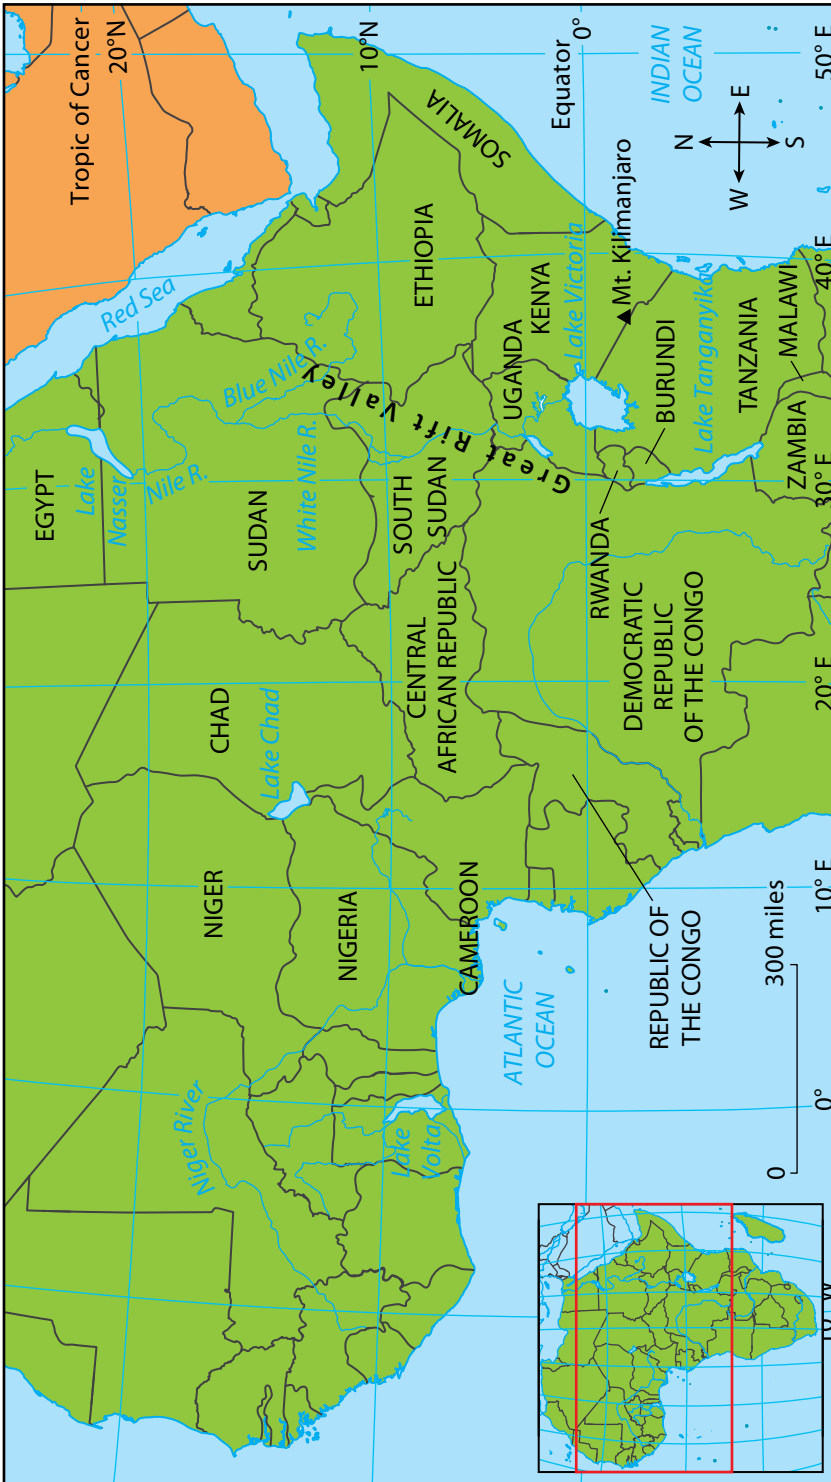 Tropic of Cancer
20°N
Red Sea
EGYPT
Lake
Nasser
Nile R.
Blue Nile R.
SUDAN
White Nile R.
CHAD
Lake Chad
NIGER
Niger River
10°N
SOMALIA
ETHIOPIA
Great Rift Valley
SOUTH
SUDAN
CENTRAL
AFRICAN REPUBLIC
NIGERIA
CAMEROON
Lake
Volta
Equator
0°
UGANDA
KENYA
Lake Victoria
Mt. Kilimanjaro
RWANDA
BURUNDI
Lake Tanganyika
TANZANIA
MALAWI
ZAMBIA
DEMOCRATIC
REPUBLIC
OF THE CONGO
REPUBLIC OF
THE CONGO
ATLANTIC
OCEAN
INDIAN
OCEAN
N
W
E
S
0
300 miles
10° W
0°
10° E
20° E
30° E
40° E
50° E